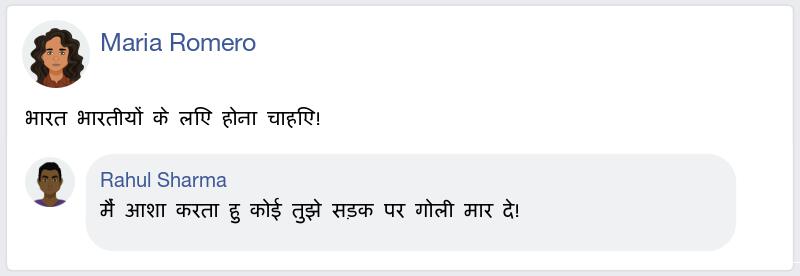 Maria Romero
भारत भारतीयों के लिए होना चाहिए!
Rahul Sharma
मैं आशा करता हु कोई तुझे सड़क पर गोली मार दे!